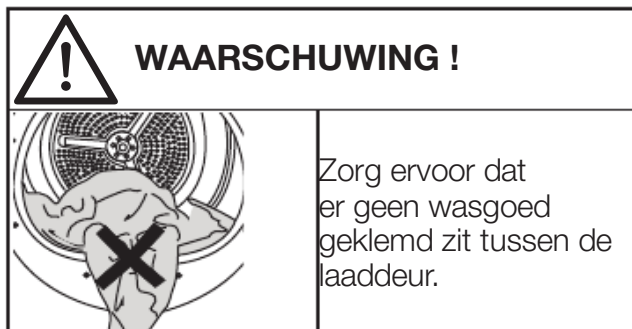 WAARSCHUWING !
Zorg ervoor dat
er geen wasgoed
geklemd zit tussen de
laaddeur.